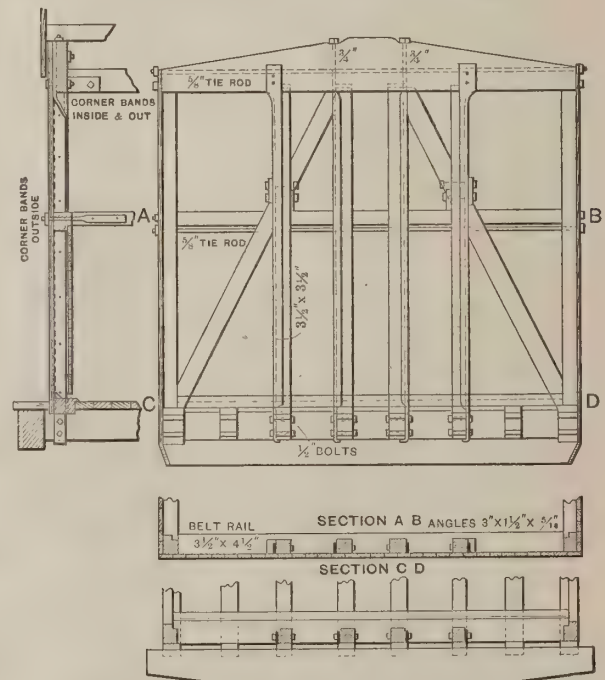 3/4"
3/4"
5/8" TIE ROD
CORNER BANDS
INSIDE & OUT
CORNER BANDS
OUTSIDE
A
B
5/8" TIE ROD
3 1/2" X 3 1/2"
C
D
1/2" BOLTS
BELT RAIL
3 1/2" X 4 1/2"
SECTION A B
ANGLES 3" X 1 1/2" X 5/16"
SECTION C D